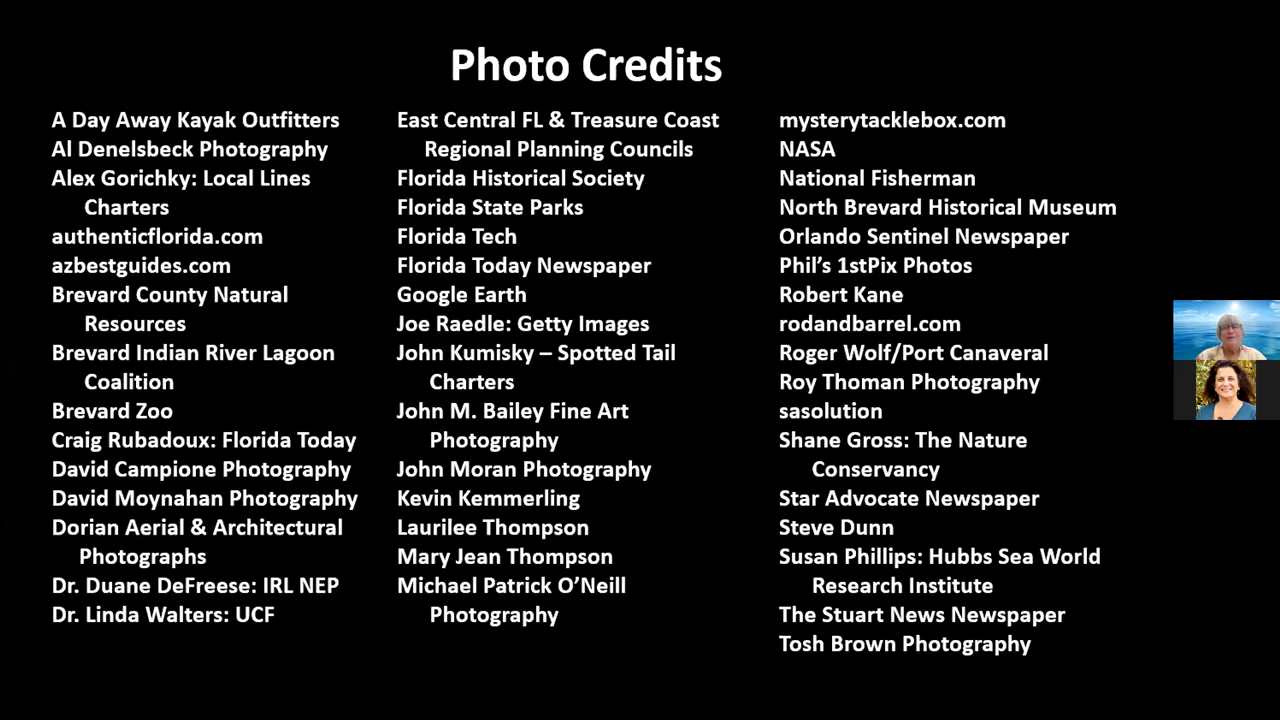 Photo Credits
A Day Away Kayak Outfitters
Al Denelsbeck Photography
Alex Gorichky: Local Lines
Charters
authenticflorida.com
azbestguides.com
Brevard County Natural
Resources
Brevard Indian River Lagoon
Coalition
Brevard Zoo
Craig Rubadoux: Florida Today
David Campione Photography
David Moynahan Photography
Dorian Aerial & Architectural
Photographs
Dr. Duane DeFreese: IRL NEP
Dr. Linda Walters: UCF
East Central FL & Treasure Coast
Regional Planning Councils
Florida Historical Society
Florida State Parks
Florida Tech
Florida Today Newspaper
Google Earth
Joe Raedle: Getty Images
John Kumisky – Spotted Tail
Charters
John M. Bailey Fine Art
Photography
John Moran Photography
Kevin Kemmerling
Laurilee Thompson
Mary Jean Thompson
Michael Patrick O’Neill
Photography
mysterytacklebox.com
NASA
National Fisherman
North Brevard Historical Museum
Orlando Sentinel Newspaper
Phil’s 1stPix Photos
Robert Kane
rodandbarrel.com
Roger Wolf/Port Canaveral
Roy Thoman Photography
sasolution
Shane Gross: The Nature
Conservancy
Star Advocate Newspaper
Steve Dunn
Susan Phillips: Hubbs Sea World
Research Institute
The Stuart News Newspaper
Tosh Brown Photography